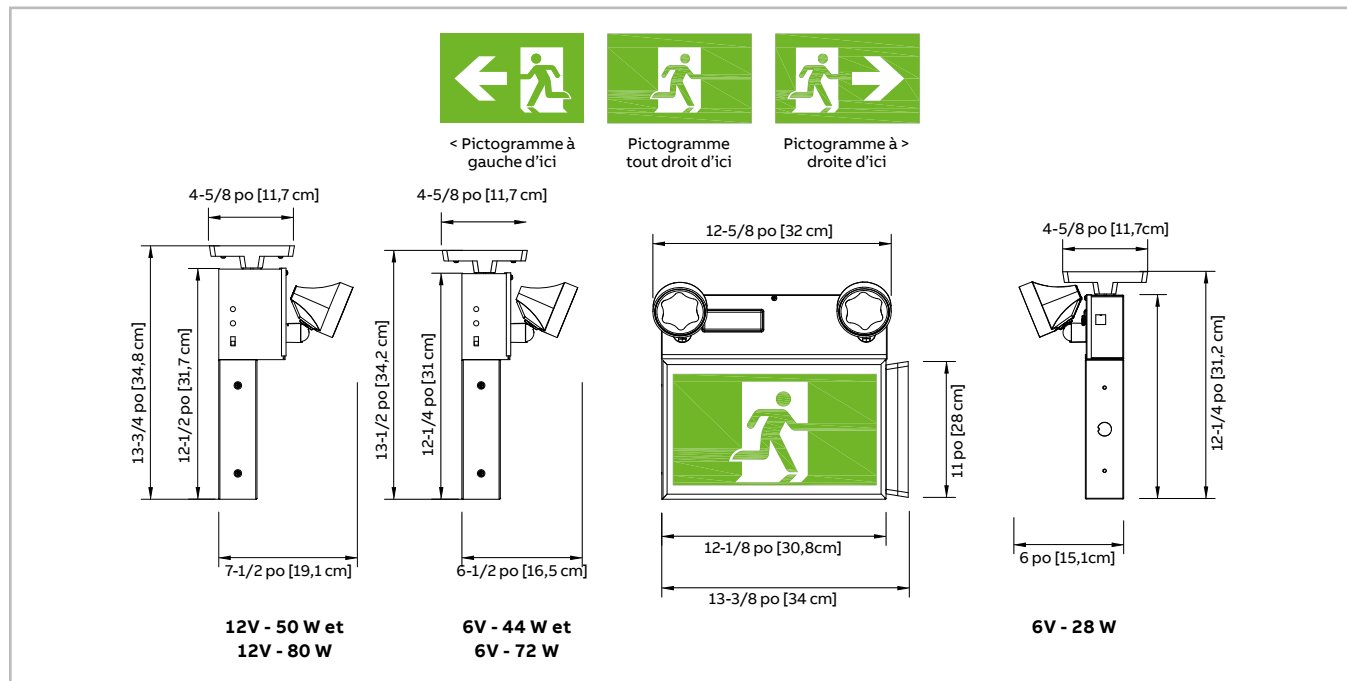 < Pictogramme à
gauche d'ici
Pictogramme
tout droit d'ici
Pictogramme à >
droite d'ici
4-5/8 po [11,7 cm]
13-3/4 po [34,8 cm]
12-1/2 po [31,7 cm]
7-1/2 po [19,1 cm]
12V - 50 W et
12V - 80 W
4-5/8 po [11,7 cm]
13-1/2 po [34,2 cm]
12-1/4 po [31 cm]
6-1/2 po [16,5 cm]
6V - 44 W et
6V - 72 W
12-5/8 po [32 cm]
11 po [28 cm]
12-1/8 po [30,8cm]
13-3/8 po [34 cm]
4-5/8 po [11,7cm]
12-1/4 po [31,2 cm]
6 po [15,1cm]
6V - 28 W